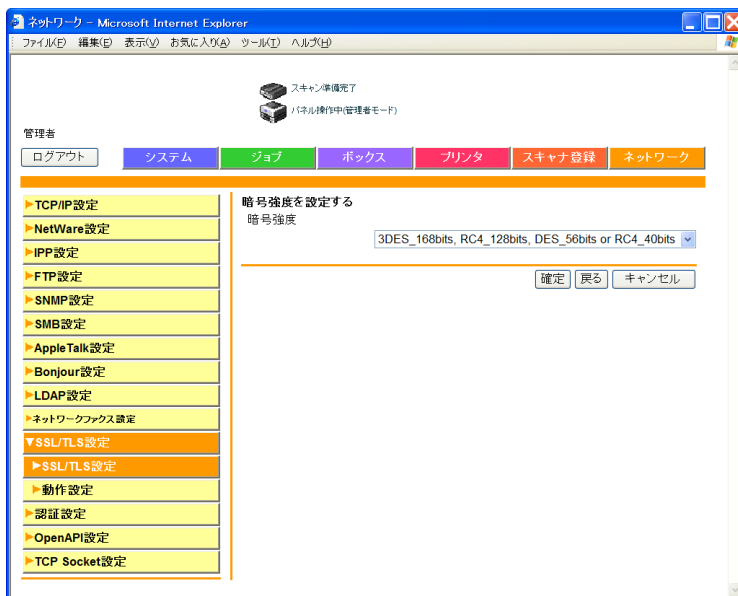 ネットワーク - Microsoft Internet Explorer
ファイル(F) 編集(E) 表示(V) お気に入り(A) ツール(T) ヘルプ(H)
スキャン準備完了
パネル操作中(管理者モード)
管理者
ログアウト システム ジョブ ボックス プリンタ スキャナ登録 ネットワーク
TCP/IP設定
NetWare設定
IPP設定
FTP設定
SNMP設定
SMB設定
AppleTalk設定
Bonjour設定
LDAP設定
ネットワークファクス設定
SSL/TLS設定
SSL/TLS設定
動作設定
認証設定
OpenAPI設定
TCP Socket設定
暗号強度を設定する
暗号強度
3DES_168bits, RC4_128bits, DES_56bits or RC4_40bits
確定 戻る キャンセル